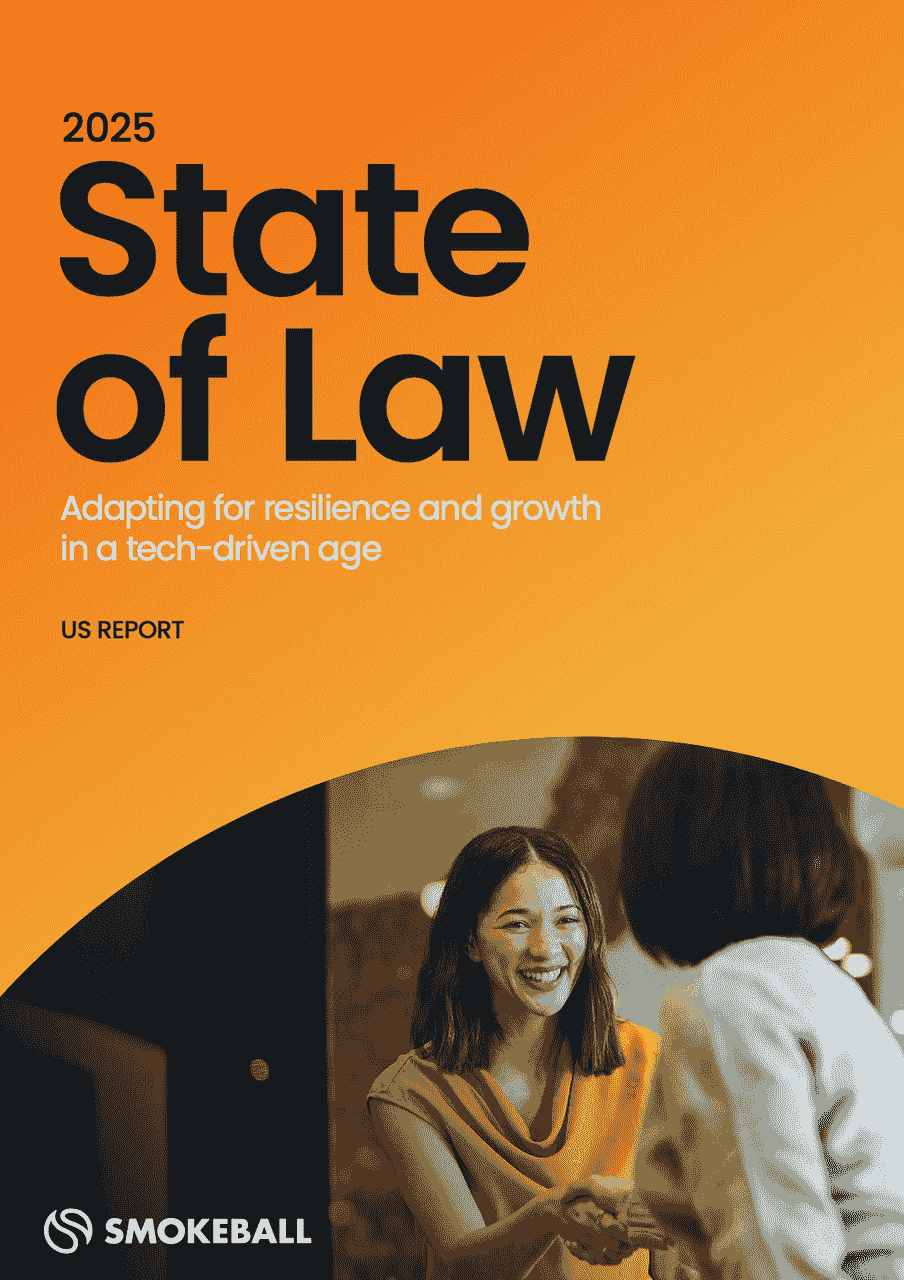 2025
State
of Law
Adapting for resilience and growth
in a tech-driven age
US REPORT
SMOKEBALL